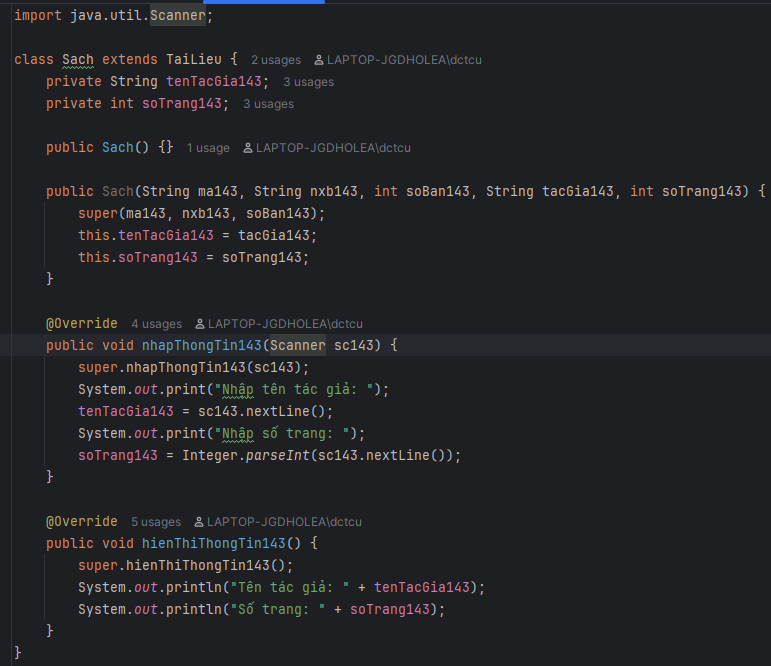 import java.util.Scanner;
class Sach extends TaiLieu { 2 usages LAPTOP-JGDHOLEA\dctcu
    private String tenTacGia143; 3 usages
    private int soTrang143; 3 usages
    public Sach() {} 1 usage LAPTOP-JGDHOLEA\dctcu
    public Sach(String ma143, String nxb143, int soBan143, String tacGia143, int soTrang143) {
        super(ma143, nxb143, soBan143);
        this.tenTacGia143 = tacGia143;
        this.soTrang143 = soTrang143;
    }
    @Override 4 usages LAPTOP-JGDHOLEA\dctcu
    public void nhapThongTin143(Scanner sc143) {
        super.nhapThongTin143(sc143);
        System.out.print("Nhập tên tác giả: ");
        tenTacGia143 = sc143.nextLine();
        System.out.print("Nhập số trang: ");
        soTrang143 = Integer.parseInt(sc143.nextLine());
    }
    @Override 5 usages LAPTOP-JGDHOLEA\dctcu
    public void hienThiThongTin143() {
        super.hienThiThongTin143();
        System.out.println("Tên tác giả: " + tenTacGia143);
        System.out.println("Số trang: " + soTrang143);
    }
}